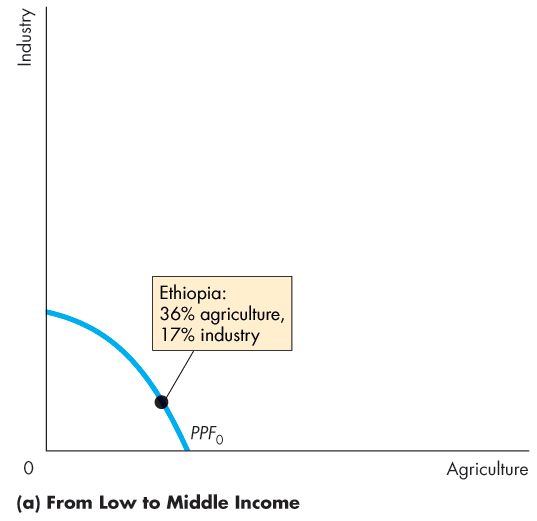 Industry
Ethiopia:
36% agriculture,
17% industry
PPF0
0
Agriculture
(a) From Low to Middle Income